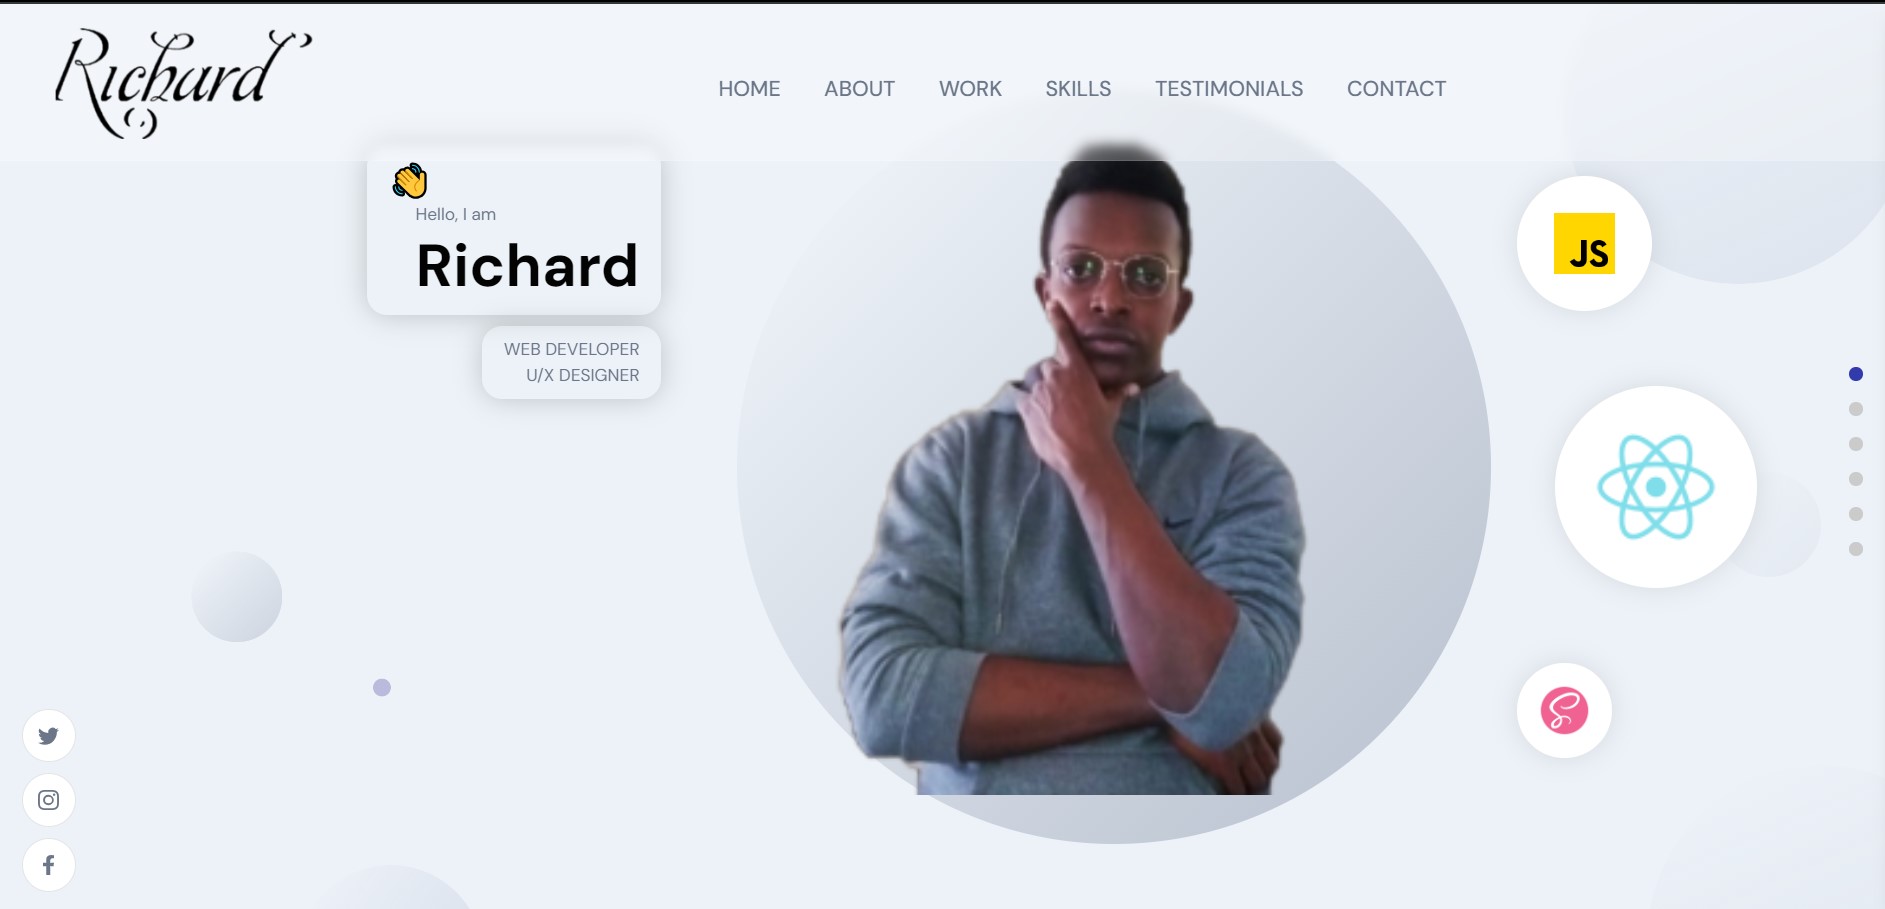 Richard
HOME ABOUT WORK SKILLS TESTIMONIALS CONTACT
Hello, I am
Richard
WEB DEVELOPER
U/X DESIGNER
JS